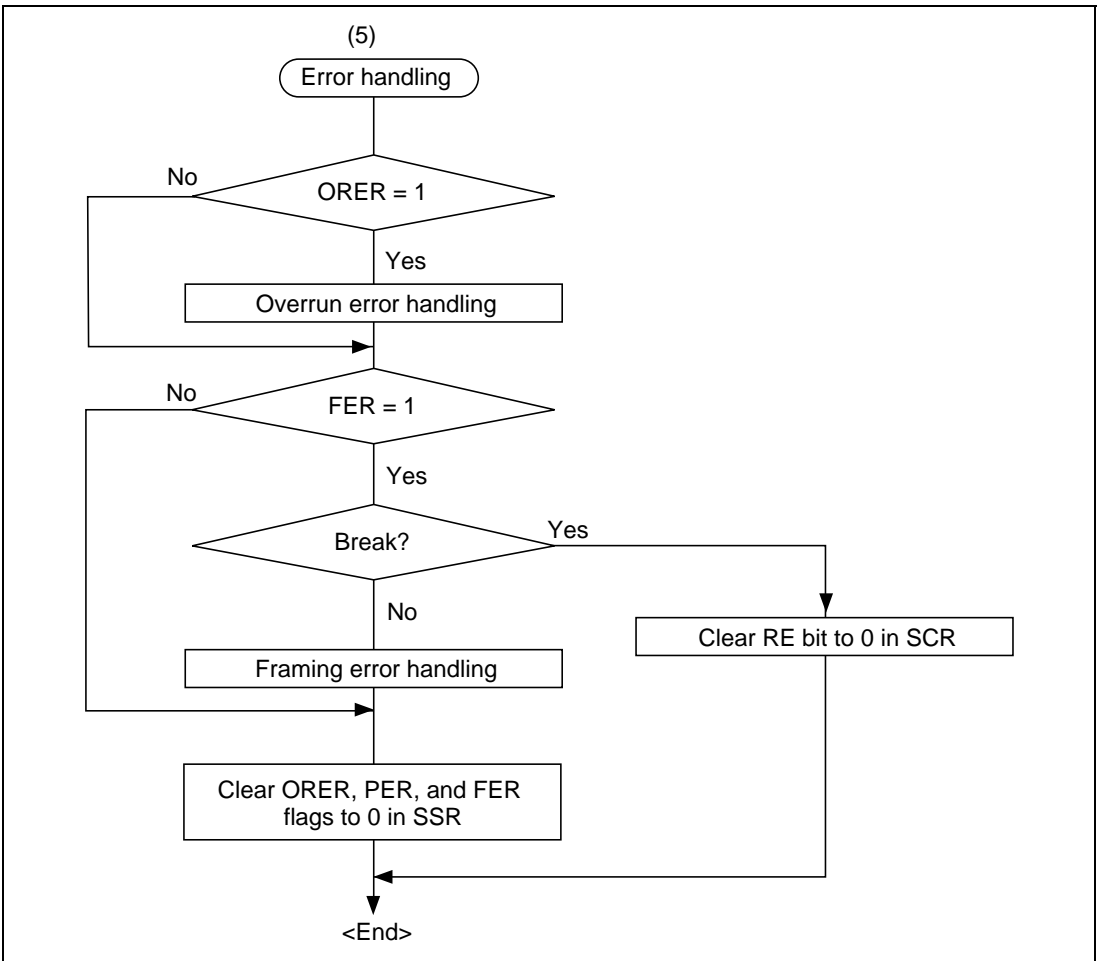 (5)
Error handling
No
ORER = 1
Yes
Overrun error handling
No
FER = 1
Yes
Break?
Yes
No
Clear RE bit to 0 in SCR
Framing error handling
Clear ORER, PER, and FER
flags to 0 in SSR
<End>